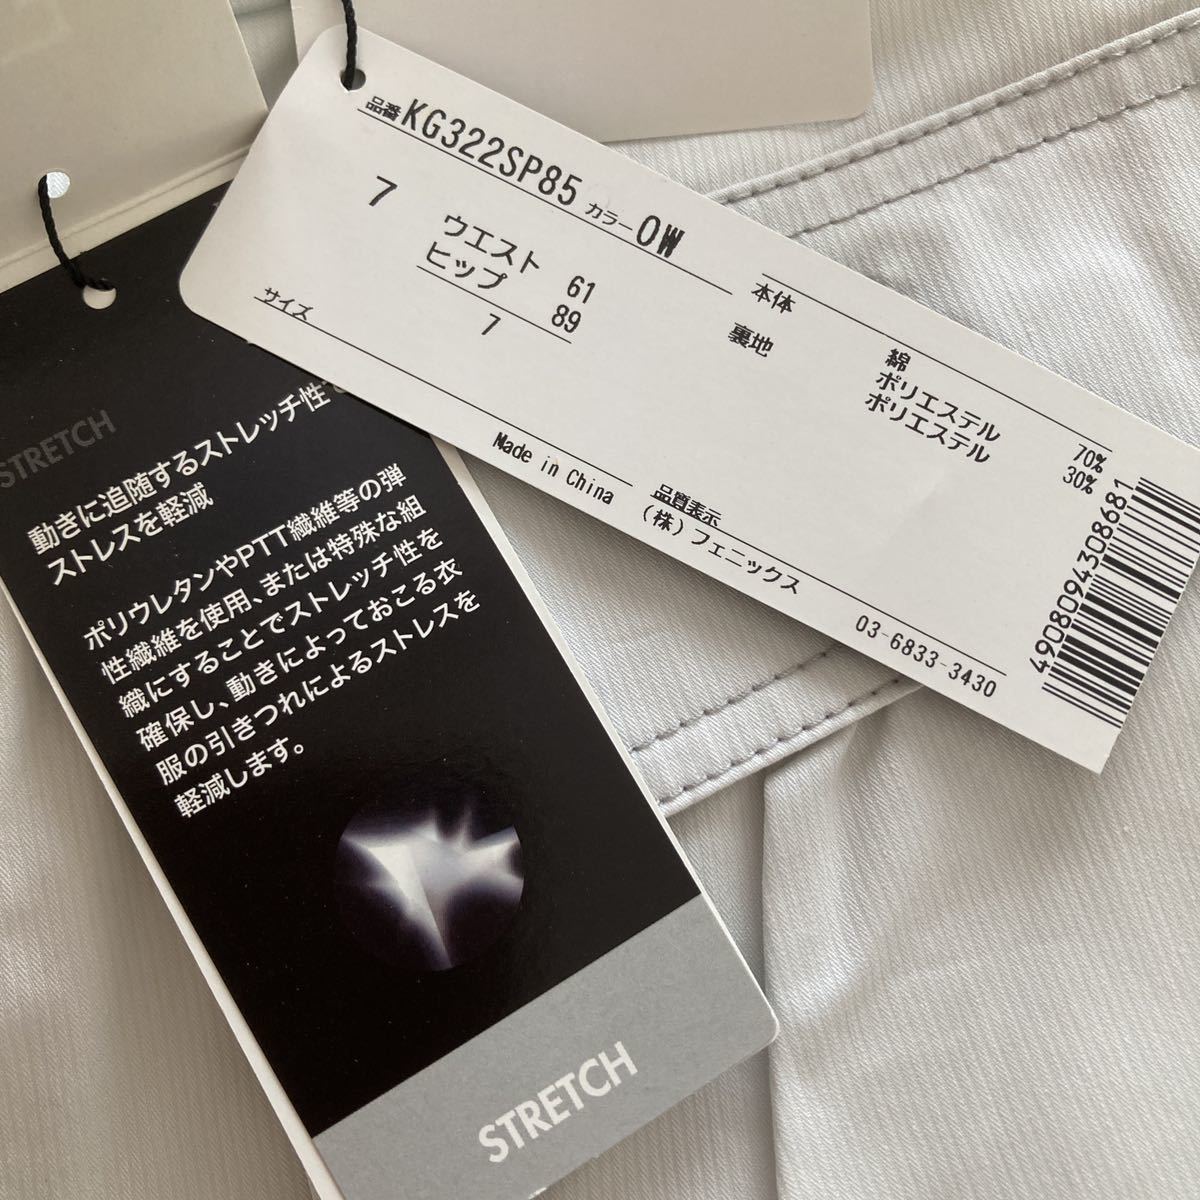 品番 KG322SP85 カラー OW
7
ウエスト 61
ヒップ 89
7
サイズ
本体 綿 70%
ポリエステル 30%
裏地 ポリエステル
Made in China
品質表示
(株)フェニックス
03-6833-3430
4908094308681
STRETCH
動きに追随するストレッチ性で
ストレスを軽減
ポリウレタンやPTT繊維等の弾
性繊維を使用、または特殊な組
織にすることでストレッチ性を
確保し、動きによっておこる衣
服の引きつれによるストレスを
軽減します。
STRETCH